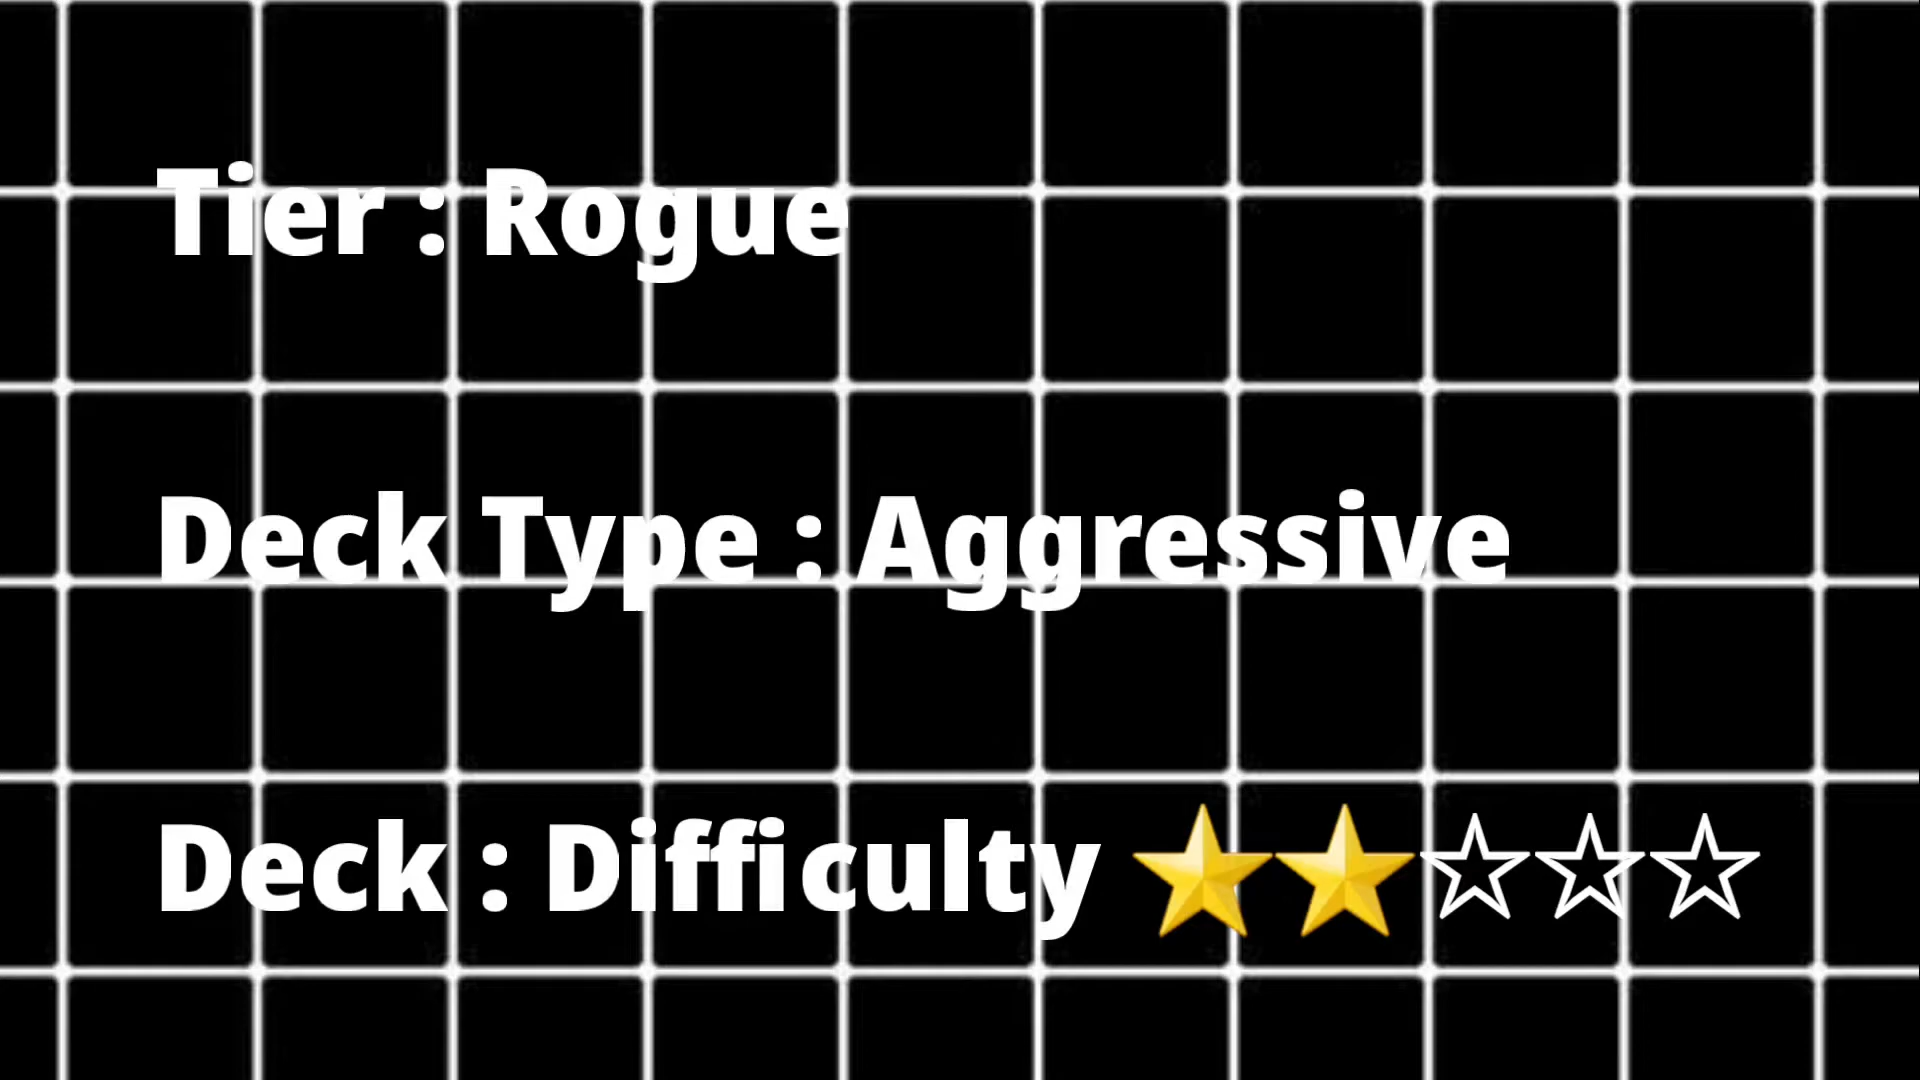 Tier : Rogue
Deck Type : Aggressive
Deck : Difficulty ⭐⭐☆☆☆